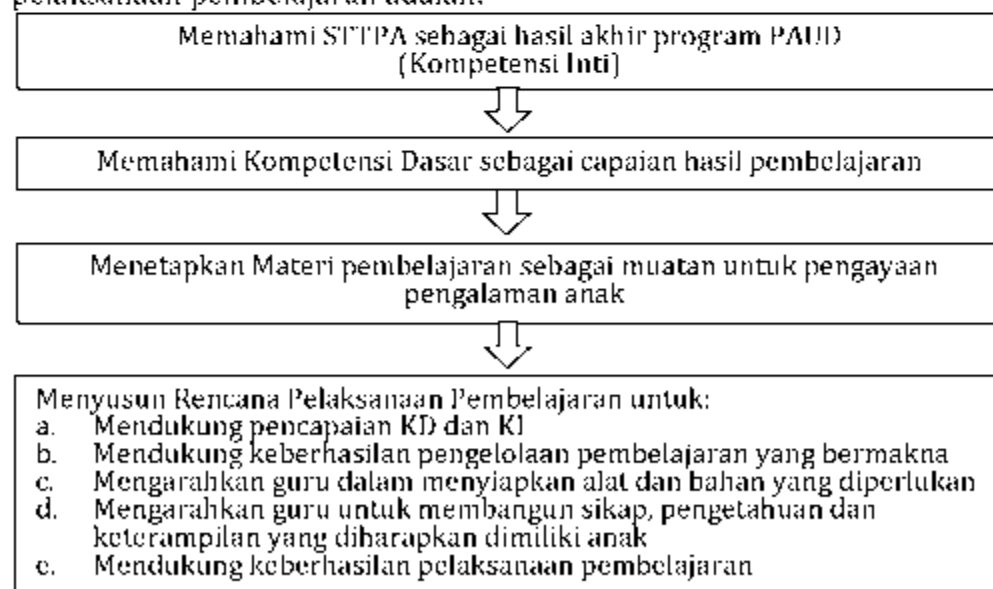 pelaksanaan pembelajaran adalah:
Memahami STTPA sebagai hasil akhir program PAUD
(Kompetensi Inti)
Memahami Kompetensi Dasar sebagai capaian hasil pembelajaran
Menetapkan Materi pembelajaran sebagai muatan untuk pengayaan
pengalaman anak
Menyusun Rencana Pelaksanaan Pembelajaran untuk:
a. Mendukung pencapaian KD dan KI
b. Mendukung keberhasilan pengelolaan pembelajaran yang bermakna
c. Mengarahkan guru dalam menyiapkan alat dan bahan yang diperlukan
d. Mengarahkan guru untuk membangun sikap, pengetahuan dan
keterampilan yang diharapkan dimiliki anak
e. Mendukung keberhasilan pelaksanaan pembelajaran